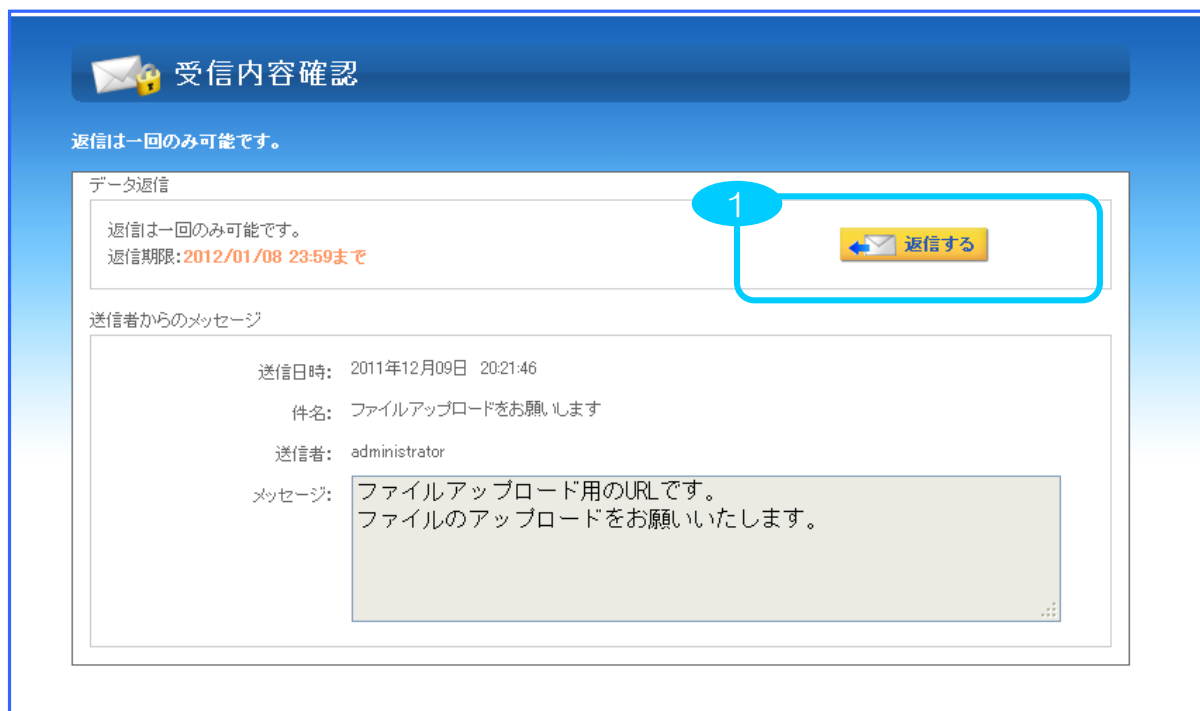 受信内容確認
返信は一回のみ可能です。
データ返信
1
返信は一回のみ可能です。
返信する
返信期限:2012/01/08 23:59まで
送信者からのメッセージ
送信日時: 2011年12月09日 20:21:46
件名: ファイルアップロードをお願いします
送信者: administrator
メッセージ: ファイルアップロード用のURLです。
ファイルのアップロードをお願いいたします。